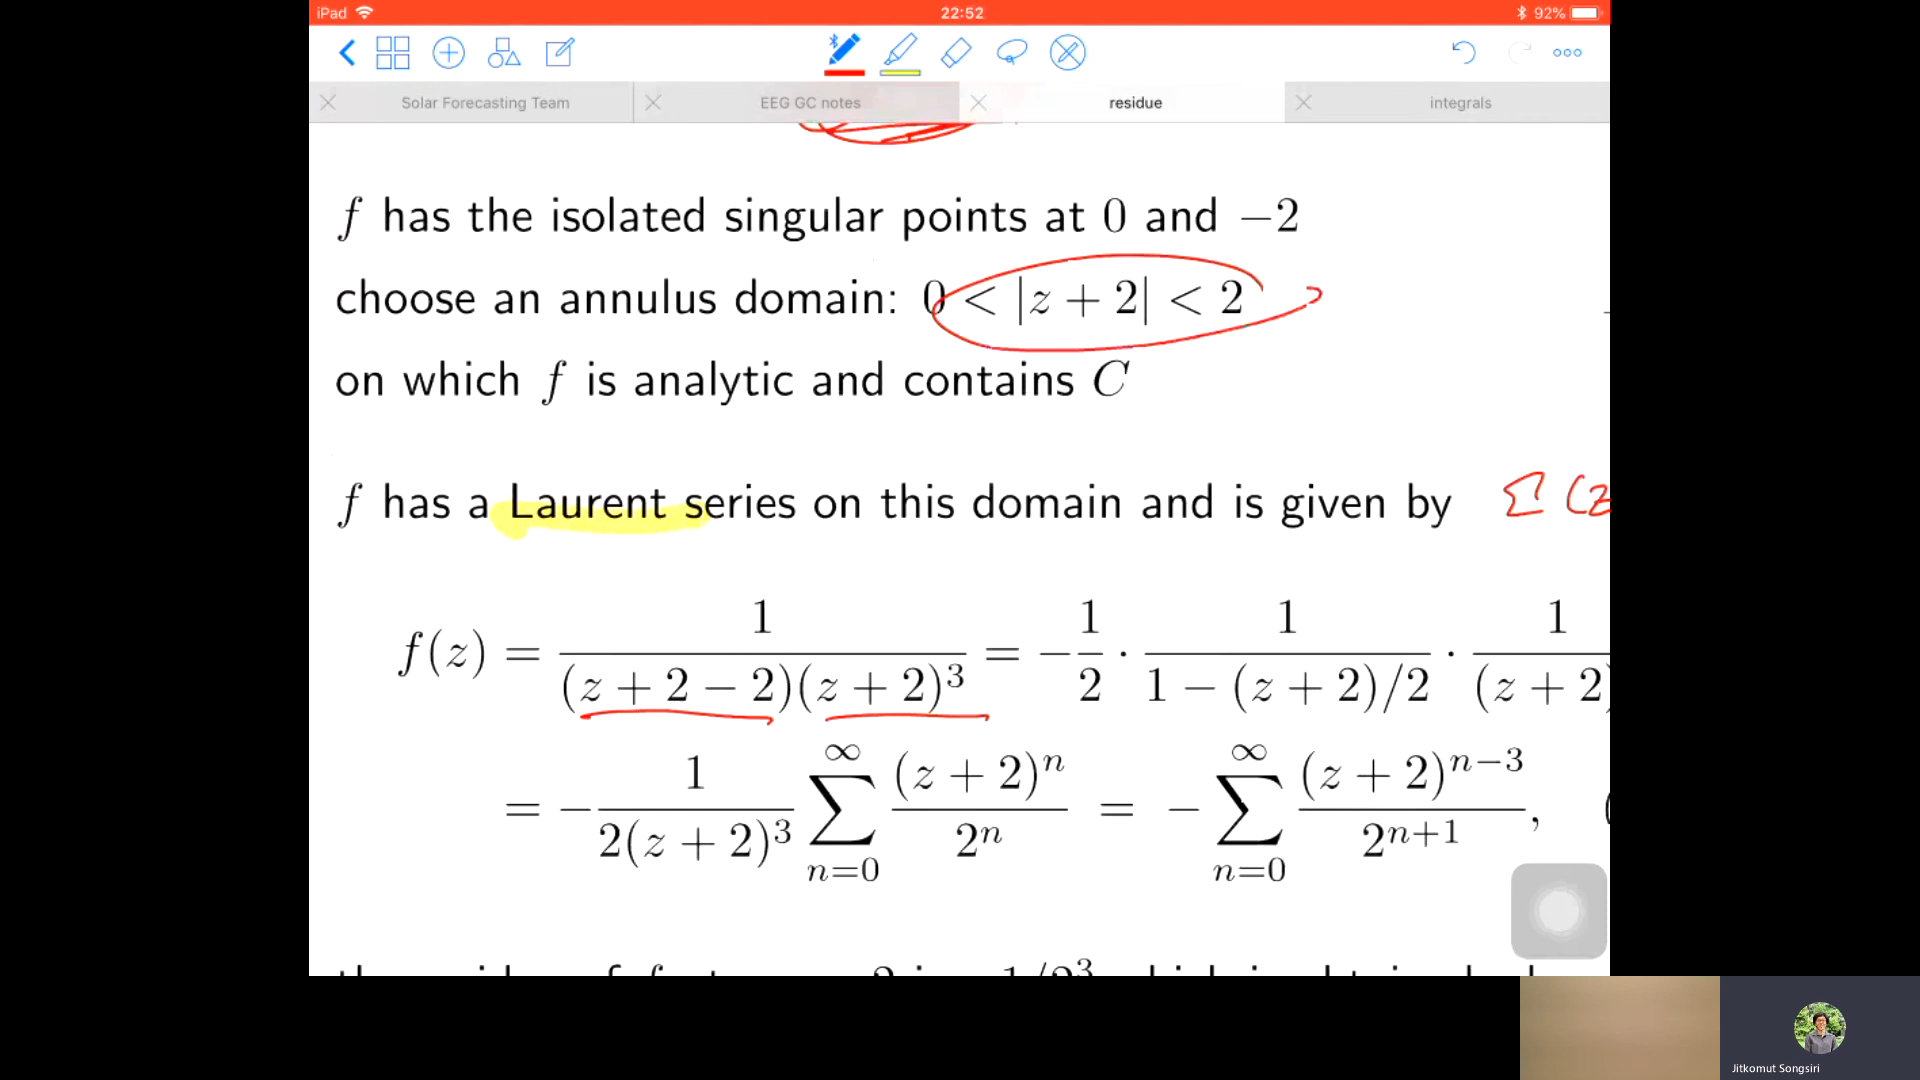 iPad 22:52 92%
Solar Forecasting Team EEG GC notes residue integrals
f has the isolated singular points at 0 and −2
choose an annulus domain: 0 < |z + 2| < 2
on which f is analytic and contains C
f has a Laurent series on this domain and is given by Σ (z
f(z) = 1/((z + 2 − 2)(z + 2)³) = −1/2 · 1/(1 − (z + 2)/2) · 1/(z + 2)
= −1/(2(z + 2)³) ∑_{n=0}^{∞} (z + 2)ⁿ/2ⁿ = −∑_{n=0}^{∞} (z + 2)ⁿ⁻³/2ⁿ⁺¹,
Jitkomut Songsiri